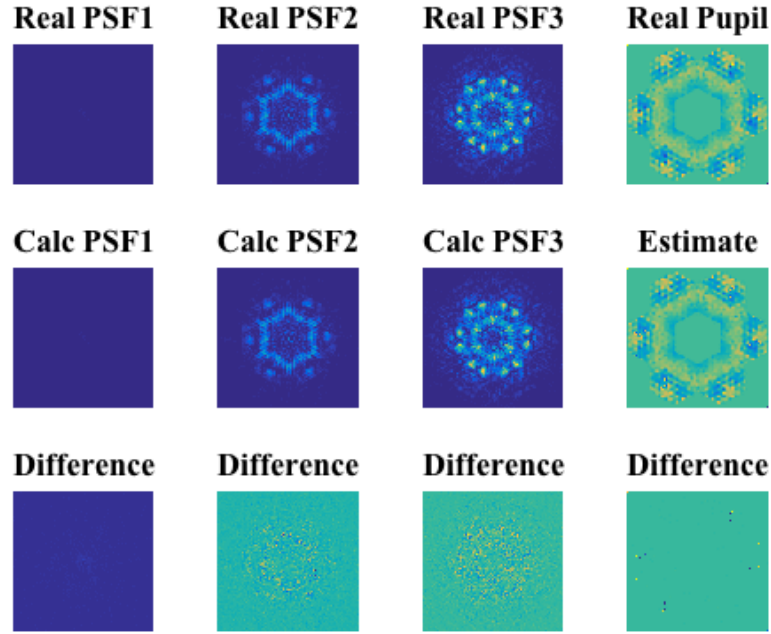 Real PSF1 Real PSF2 Real PSF3 Real Pupil
Calc PSF1 Calc PSF2 Calc PSF3 Estimate
Difference Difference Difference Difference